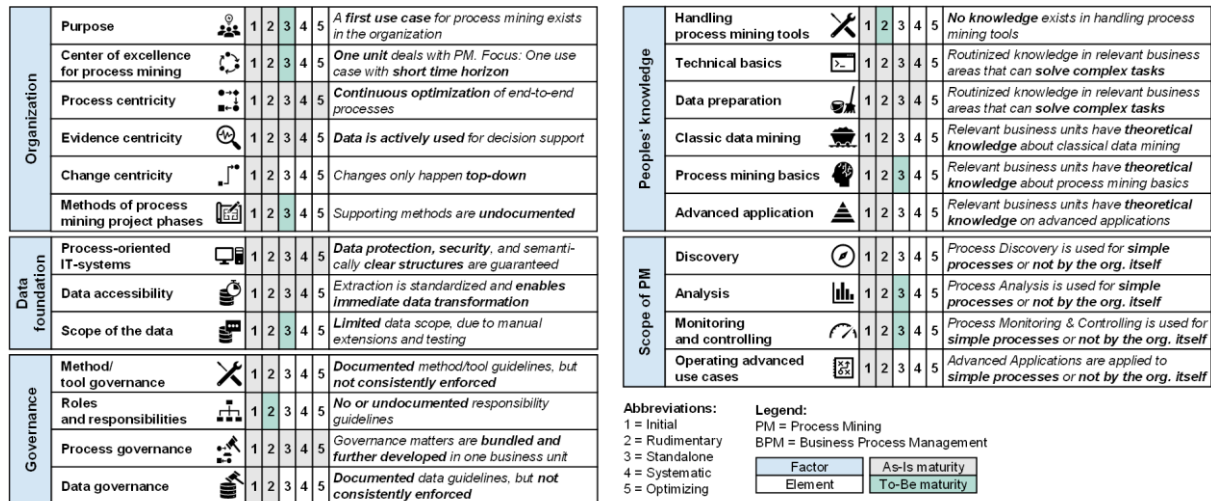 Organization
Purpose 1 2 3 4 5 A first use case for process mining exists
in the organization
Center of excellence
for process mining 1 2 3 4 5 One unit deals with PM. Focus: One use
case with short time horizon
Process centricity 1 2 3 4 5 Continuous optimization of end-to-end
processes
Evidence centricity 1 2 3 4 5 Data is actively used for decision support
Change centricity 1 2 3 4 5 Changes only happen top-down
Methods of process
mining project phases 1 2 3 4 5 Supporting methods are undocumented
Data
foundation
Process-oriented
IT-systems 1 2 3 4 5 Data protection, security, and semanti-
cally clear structures are guaranteed
Data accessibility 1 2 3 4 5 Extraction is standardized and enables
immediate data transformation
Scope of the data 1 2 3 4 5 Limited data scope, due to manual
extensions and testing
Governance
Method/
tool governance 1 2 3 4 5 Documented method/tool guidelines, but
not consistently enforced
Roles
and responsibilities 1 2 3 4 5 No or undocumented responsibility
guidelines
Process governance 1 2 3 4 5 Governance matters are bundled and
further developed in one business unit
Data governance 1 2 3 4 5 Documented data guidelines, but not
consistently enforced
Peoples' knowledge
Handling
process mining tools 1 2 3 4 5 No knowledge exists in handling process
mining tools
Technical basics 1 2 3 4 5 Routinized knowledge in relevant business
areas that can solve complex tasks
Data preparation 1 2 3 4 5 Routinized knowledge in relevant business
areas that can solve complex tasks
Classic data mining 1 2 3 4 5 Relevant business units have theoretical
knowledge about classical data mining
Process mining basics 1 2 3 4 5 Relevant business units have theoretical
knowledge about process mining basics
Advanced application 1 2 3 4 5 Relevant business units have theoretical
knowledge on advanced applications
Scope of PM
Discovery 1 2 3 4 5 Process Discovery is used for simple
processes or not by the org. itself
Analysis 1 2 3 4 5 Process Analysis is used for simple
processes or not by the org. itself
Monitoring
and controlling 1 2 3 4 5 Process Monitoring & Controlling is used for
simple processes or not by the org. itself
Operating advanced
use cases 1 2 3 4 5 Advanced Applications are applied to
simple processes or not by the org. itself
Abbreviations:
1 = Initial
2 = Rudimentary
3 = Standalone
4 = Systematic
5 = Optimizing
Legend:
PM = Process Mining
BPM = Business Process Management
Factor As-Is maturity
Element To-Be maturity